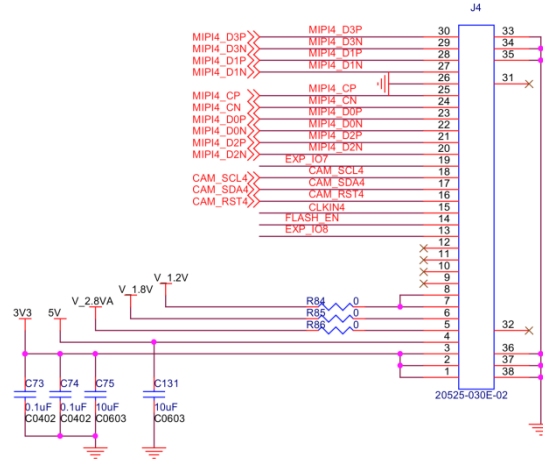 J4
MIPI4_D3P MIPI4_D3P 30 33
MIPI4_D3N MIPI4_D3N 29 34
MIPI4_D1P MIPI4_D1P 28 35
MIPI4_D1N MIPI4_D1N 27
26 31
MIPI4_CP MIPI4_CP 25
MIPI4_CN MIPI4_CN 24
MIPI4_D0P MIPI4_D0P 23
MIPI4_D0N MIPI4_D0N 22
MIPI4_D2P MIPI4_D2P 21
MIPI4_D2N MIPI4_D2N 20
EXP_IO7 19
CAM_SCL4 CAM_SCL4 18
CAM_SDA4 CAM_SDA4 17
CAM_RST4 CAM_RST4 16
CLKIN4 15
FLASH_EN 14
EXP_IO8 13
12
11
10
9
V_1.2V 8
V_1.8V R84 0 7
V_2.8VA R85 0 6
3V3 5V R86 0 5 32
4
3 36
2 37
1 38
C73 C74 C75 C131
0.1uF 0.1uF 10uF 10uF
C0402 C0402 C0603 C0603
20525-030E-02